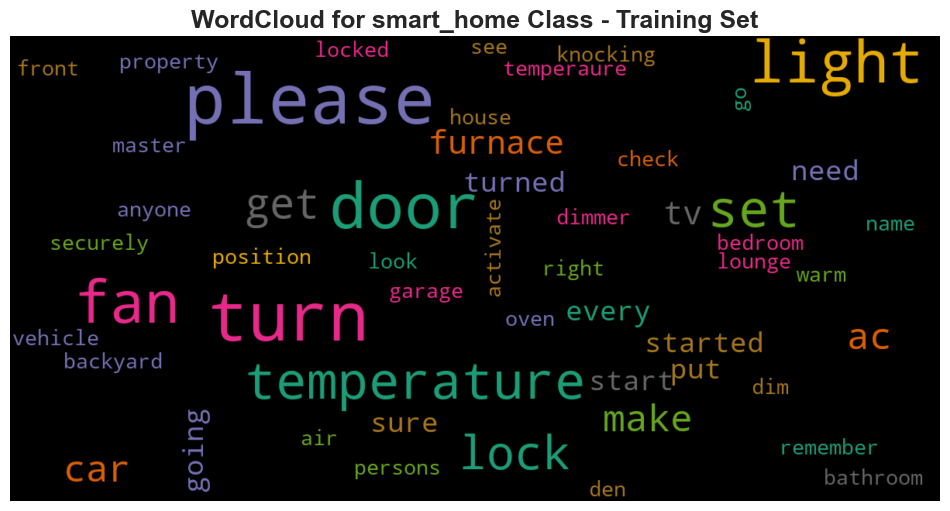 WordCloud for smart_home Class - Training Set
locked see knocking light
front property temperaure
please go
house
master furnace check
turned need
get door activate tv set
anyone dimmer name
securely bedroom
position look right lounge
fan turn garage warm
vehicle oven every ac
backyard started
temperature start put
dim
going sure make
air lock remember
car persons bathroom
den